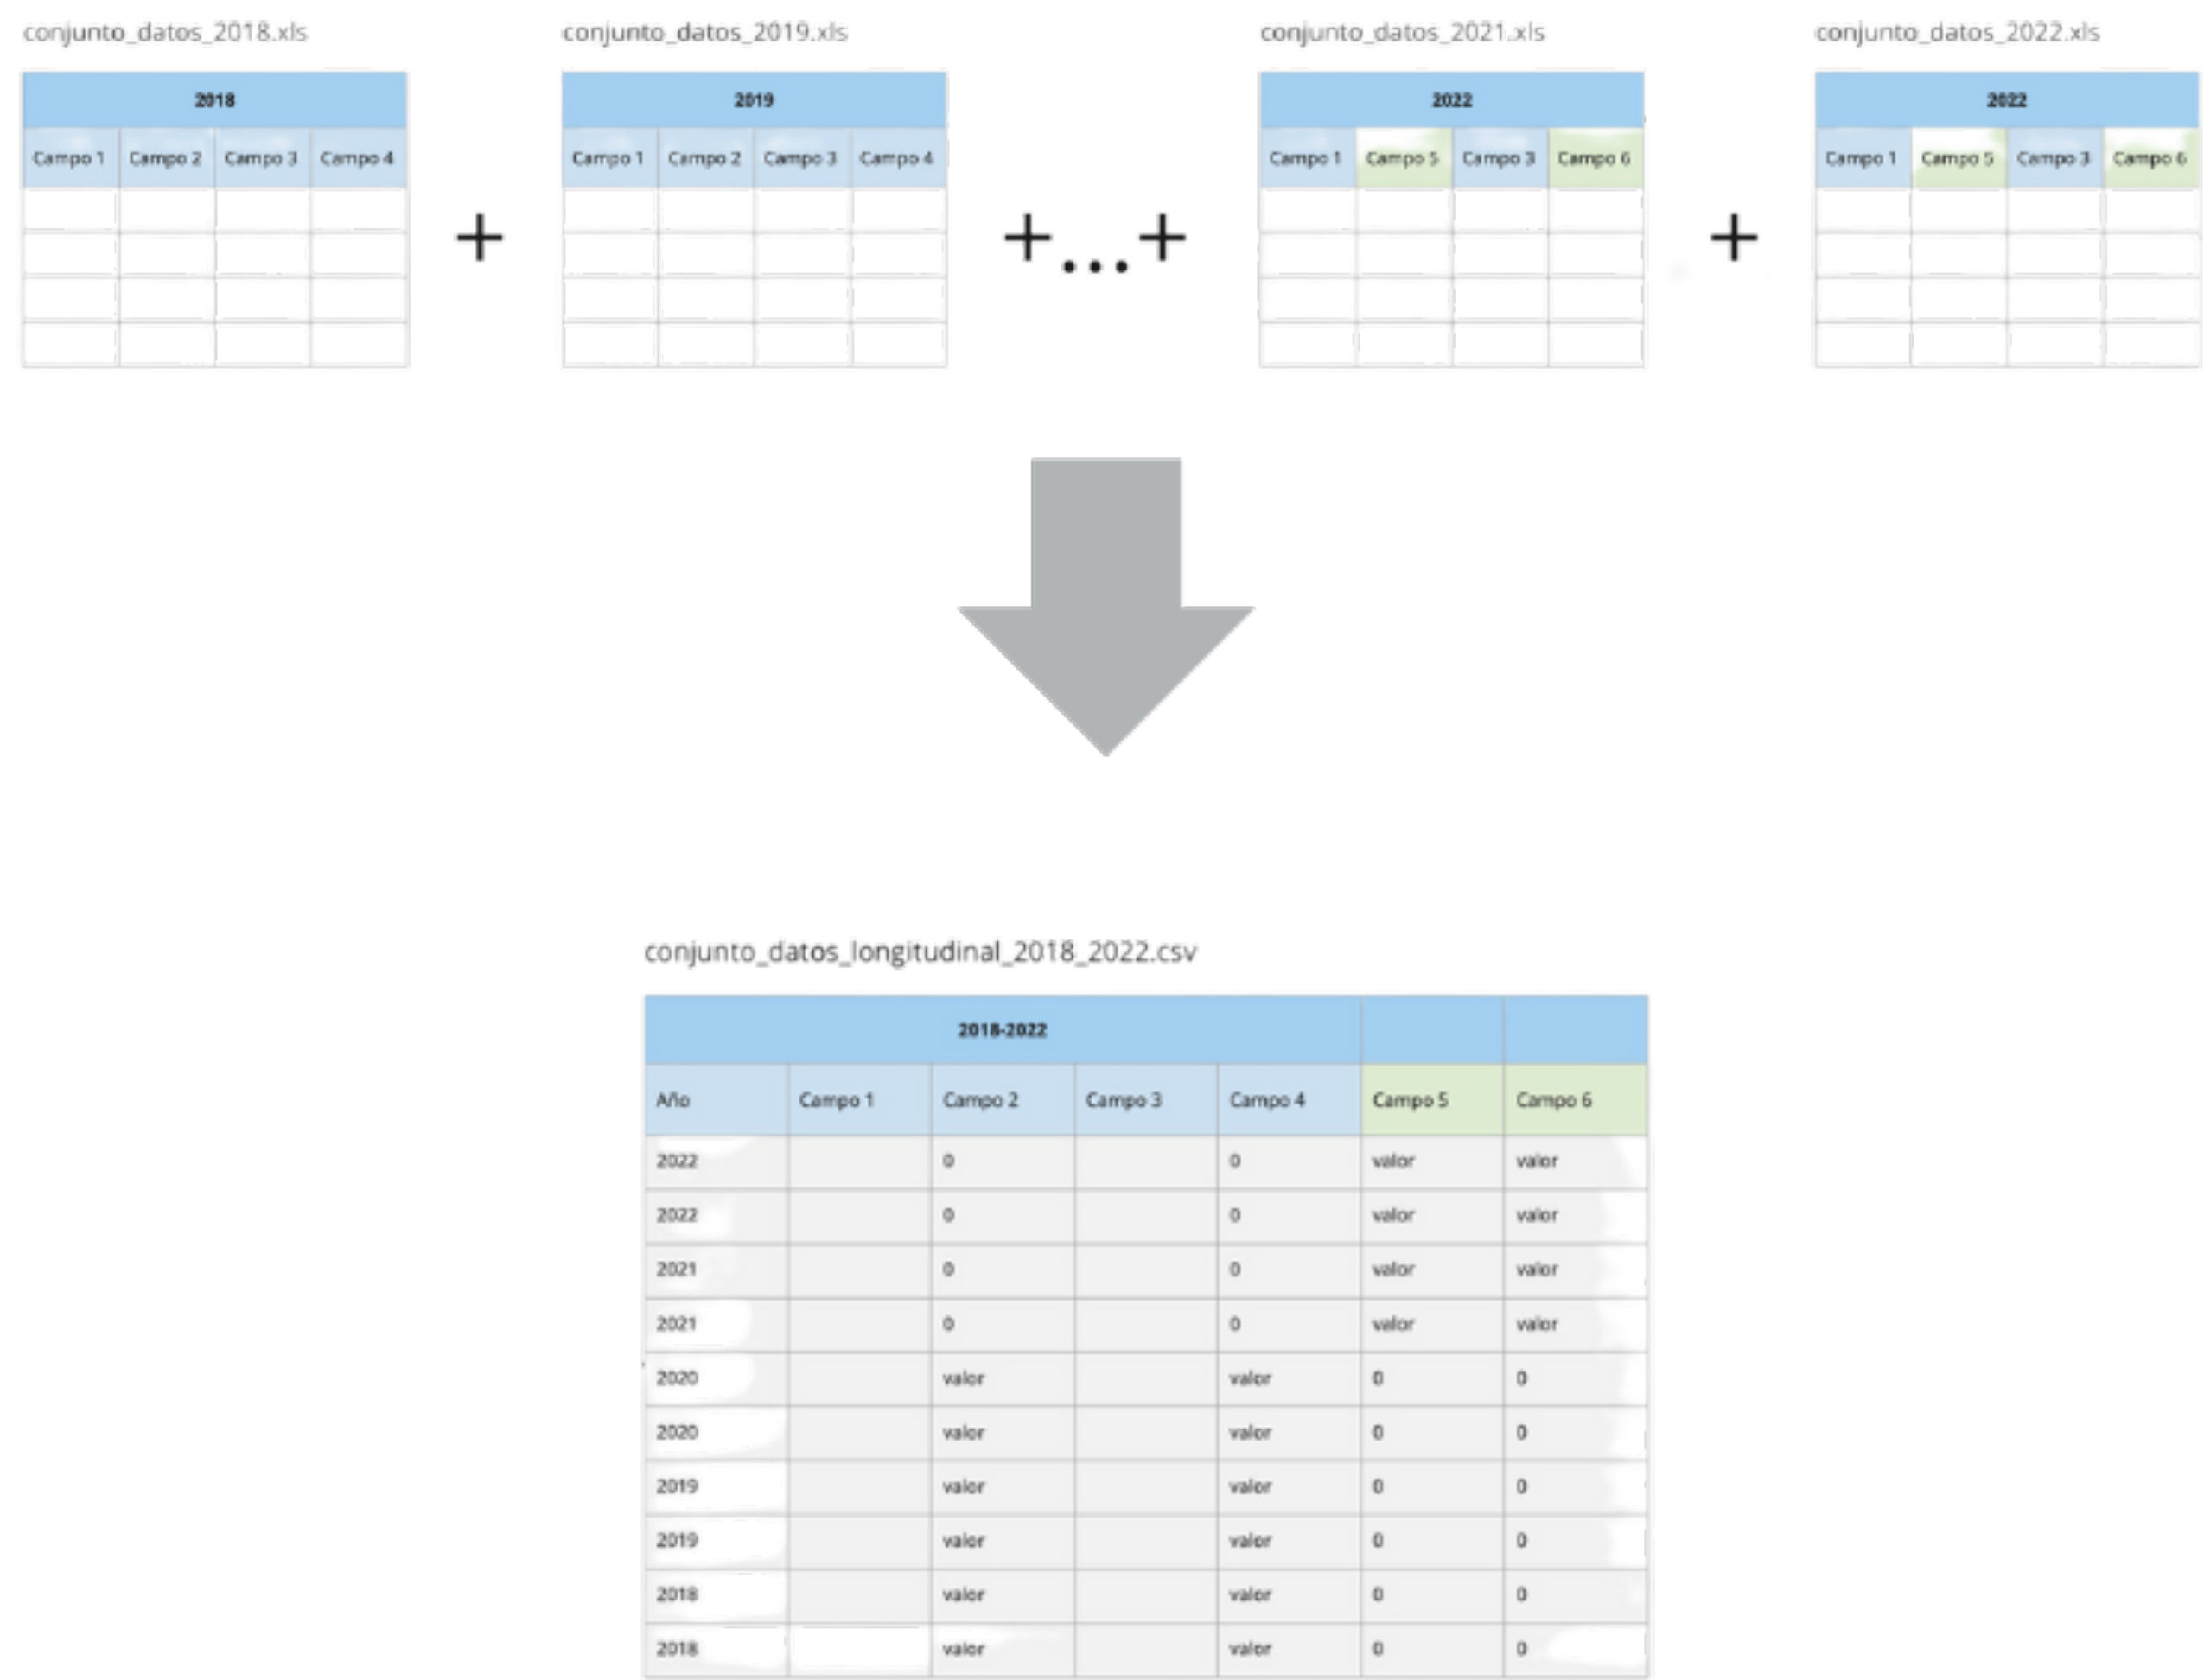 conjunto_datos_2018.xls conjunto_datos_2019.xls conjunto_datos_2021.xls conjunto_datos_2022.xls
2018 2019 2022 2022
Campo 1 Campo 2 Campo 3 Campo 4 Campo 1 Campo 2 Campo 3 Campo 4 Campo 1 Campo 5 Campo 3 Campo 6 Campo 1 Campo 5 Campo 3 Campo 6
+ +...+ +
conjunto_datos_longitudinal_2018_2022.csv
2018-2022
Año Campo 1 Campo 2 Campo 3 Campo 4 Campo 5 Campo 6
2022 0 0 valor valor
2022 0 0 valor valor
2021 0 0 valor valor
2021 0 0 valor valor
2020 valor valor 0 0
2020 valor valor 0 0
2019 valor valor 0 0
2019 valor valor 0 0
2018 valor valor 0 0
2018 valor valor 0 0